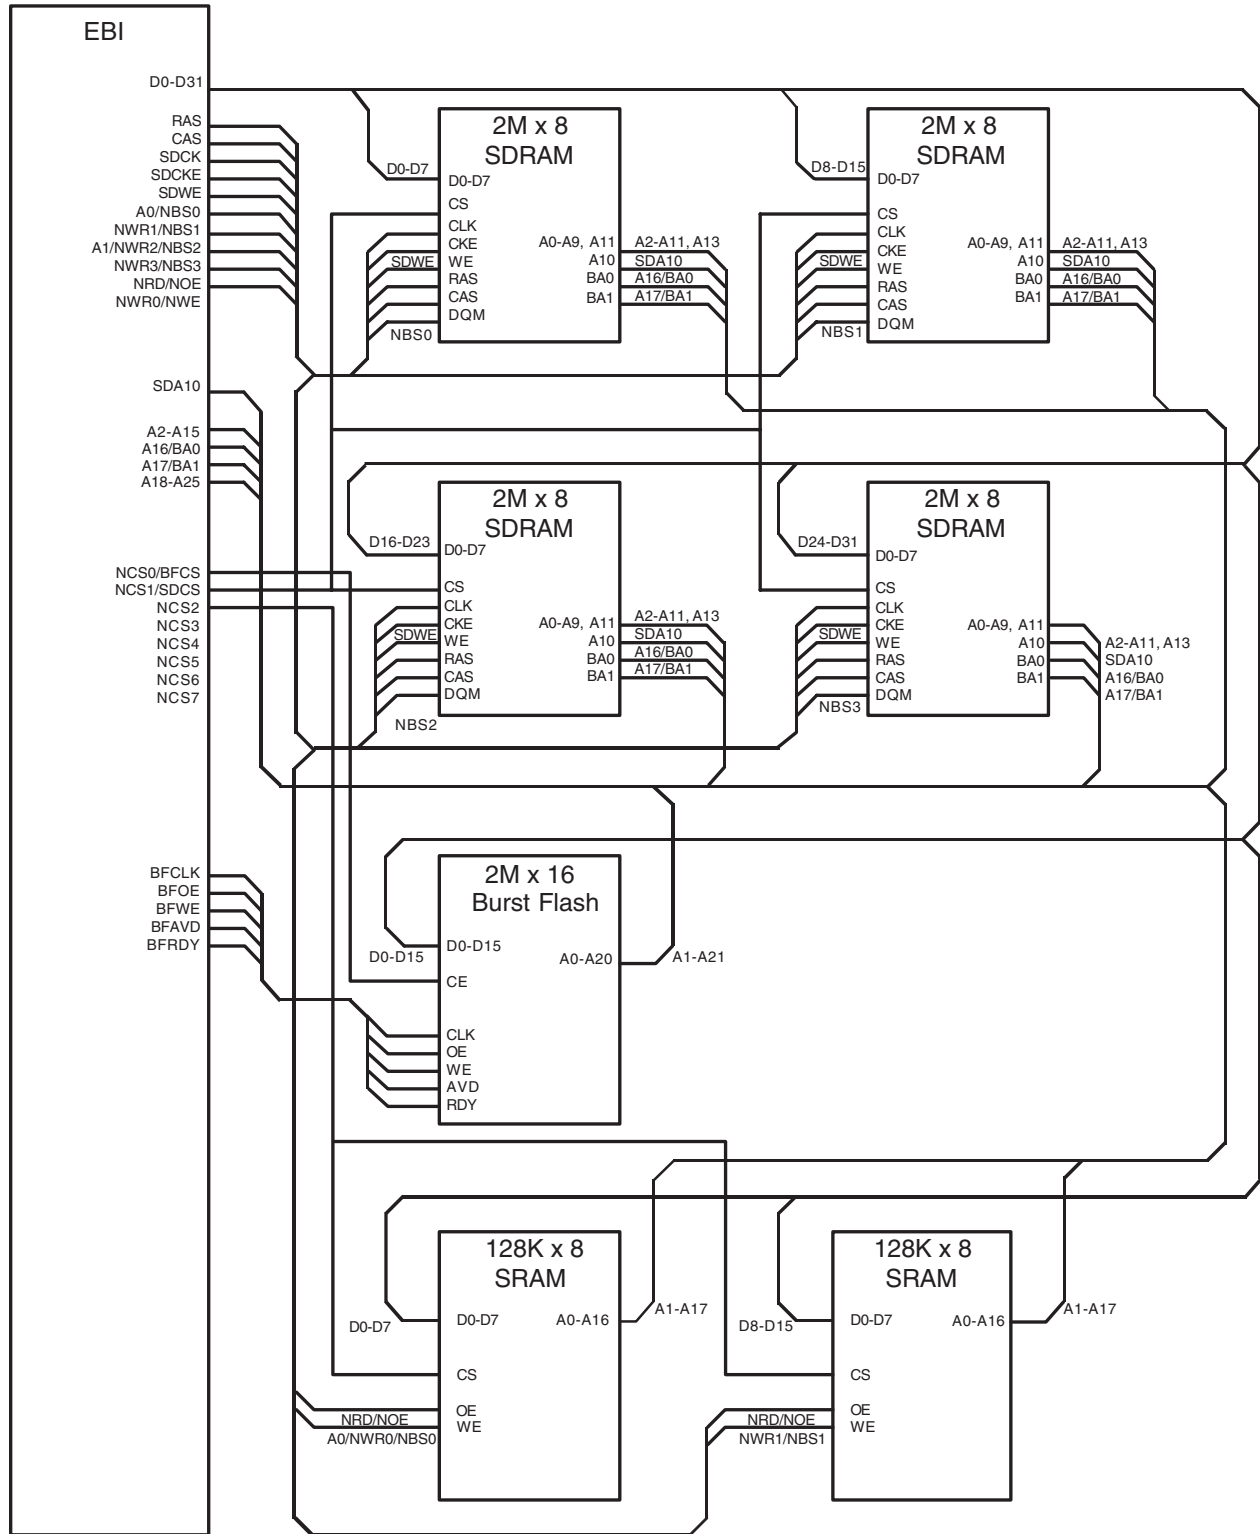 EBI
D0-D31
RAS
CAS
SDCK
SDCKE
SDWE
A0/NBS0
NWR1/NBS1
A1/NWR2/NBS2
NWR3/NBS3
NRD/NOE
NWR0/NWE
SDA10
A2-A15
A16/BA0
A17/BA1
A18-A25
NCS0/BFCS
NCS1/SDCS
NCS2
NCS3
NCS4
NCS5
NCS6
NCS7
BFCLK
BFOE
BFWE
BFAVD
BFRDY
2M x 8
SDRAM
D0-D7
D0-D7
CS
CLK
CKE
SDWE
WE
RAS
CAS
DQM
NBS0
A0-A9, A11
A10
BA0
BA1
A2-A11, A13
SDA10
A16/BA0
A17/BA1
2M x 8
SDRAM
D8-D15
D0-D7
CS
CLK
CKE
SDWE
WE
RAS
CAS
DQM
NBS1
A0-A9, A11
A10
BA0
BA1
A2-A11, A13
SDA10
A16/BA0
A17/BA1
2M x 8
SDRAM
D16-D23
D0-D7
CS
CLK
CKE
SDWE
WE
RAS
CAS
DQM
NBS2
A0-A9, A11
A10
BA0
BA1
A2-A11, A13
SDA10
A16/BA0
A17/BA1
2M x 8
SDRAM
D24-D31
D0-D7
CS
CLK
CKE
SDWE
WE
RAS
CAS
DQM
NBS3
A0-A9, A11
A10
BA0
BA1
A2-A11, A13
SDA10
A16/BA0
A17/BA1
2M x 16
Burst Flash
D0-D15
D0-D15
A0-A20
A1-A21
CE
CLK
OE
WE
AVD
RDY
128K x 8
SRAM
D0-D7
D0-D7
A0-A16
A1-A17
CS
OE
WE
NRD/NOE
A0/NWR0/NBS0
128K x 8
SRAM
D8-D15
D0-D7
A0-A16
A1-A17
CS
OE
WE
NRD/NOE
NWR1/NBS1